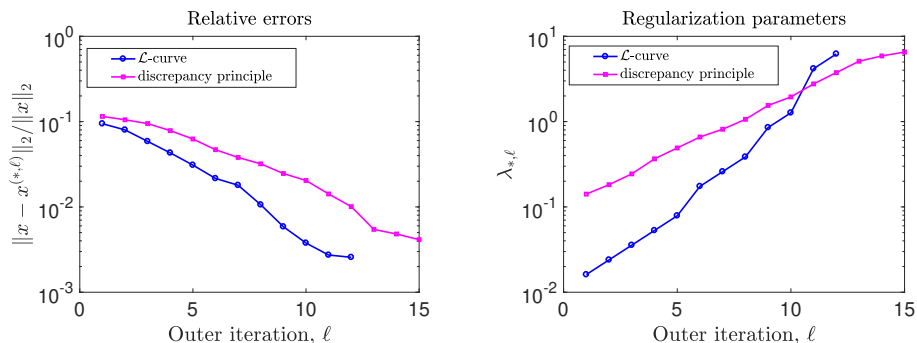 Relative errors
10^0
10^{-1}
10^{-2}
10^{-3}
‖x − x^{(*,ℓ)}‖_2/‖x‖_2
ℒ-curve
discrepancy principle
0 5 10 15
Outer iteration, ℓ
Regularization parameters
10^1
10^0
10^{-1}
10^{-2}
λ_{*,ℓ}
ℒ-curve
discrepancy principle
0 5 10 15
Outer iteration, ℓ